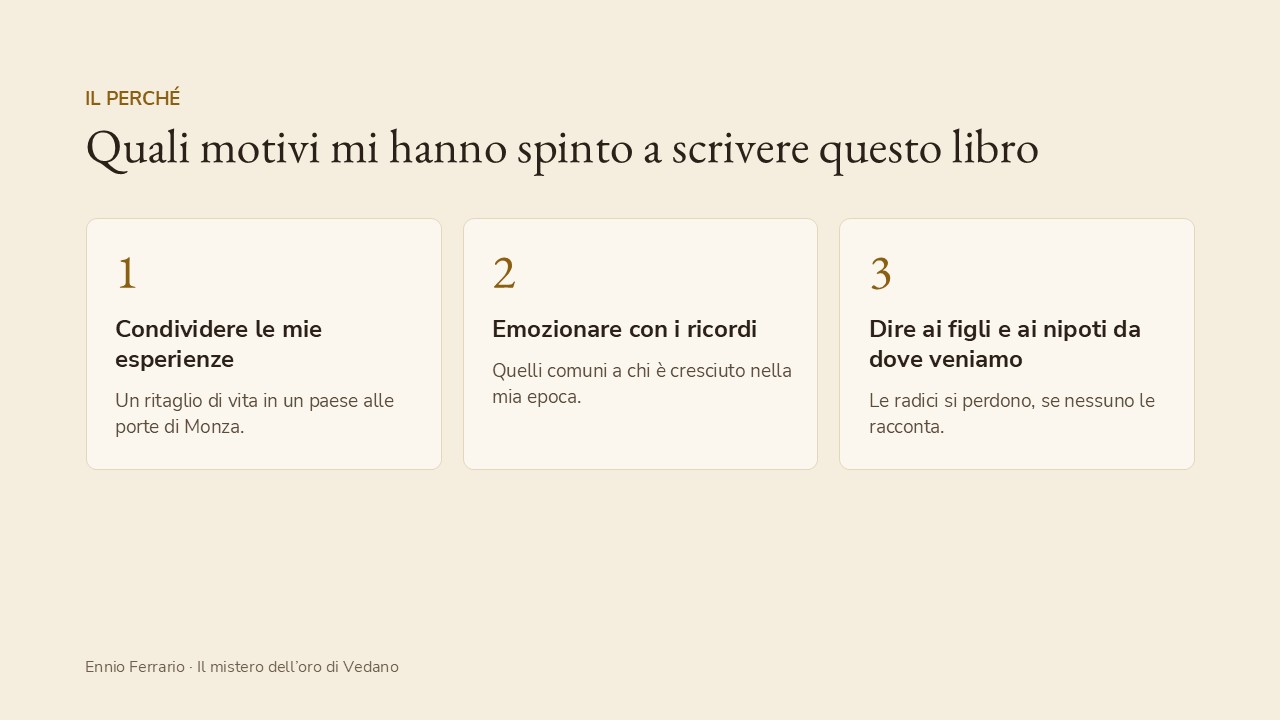 IL PERCHÉ
Quali motivi mi hanno spinto a scrivere questo libro
1
Condividere le mie
esperienze
Un ritaglio di vita in un paese alle
porte di Monza.
2
Emozionare con i ricordi
Quelli comuni a chi è cresciuto nella
mia epoca.
3
Dire ai figli e ai nipoti da
dove veniamo
Le radici si perdono, se nessuno le
racconta.
Ennio Ferrario · Il mistero dell’oro di Vedano